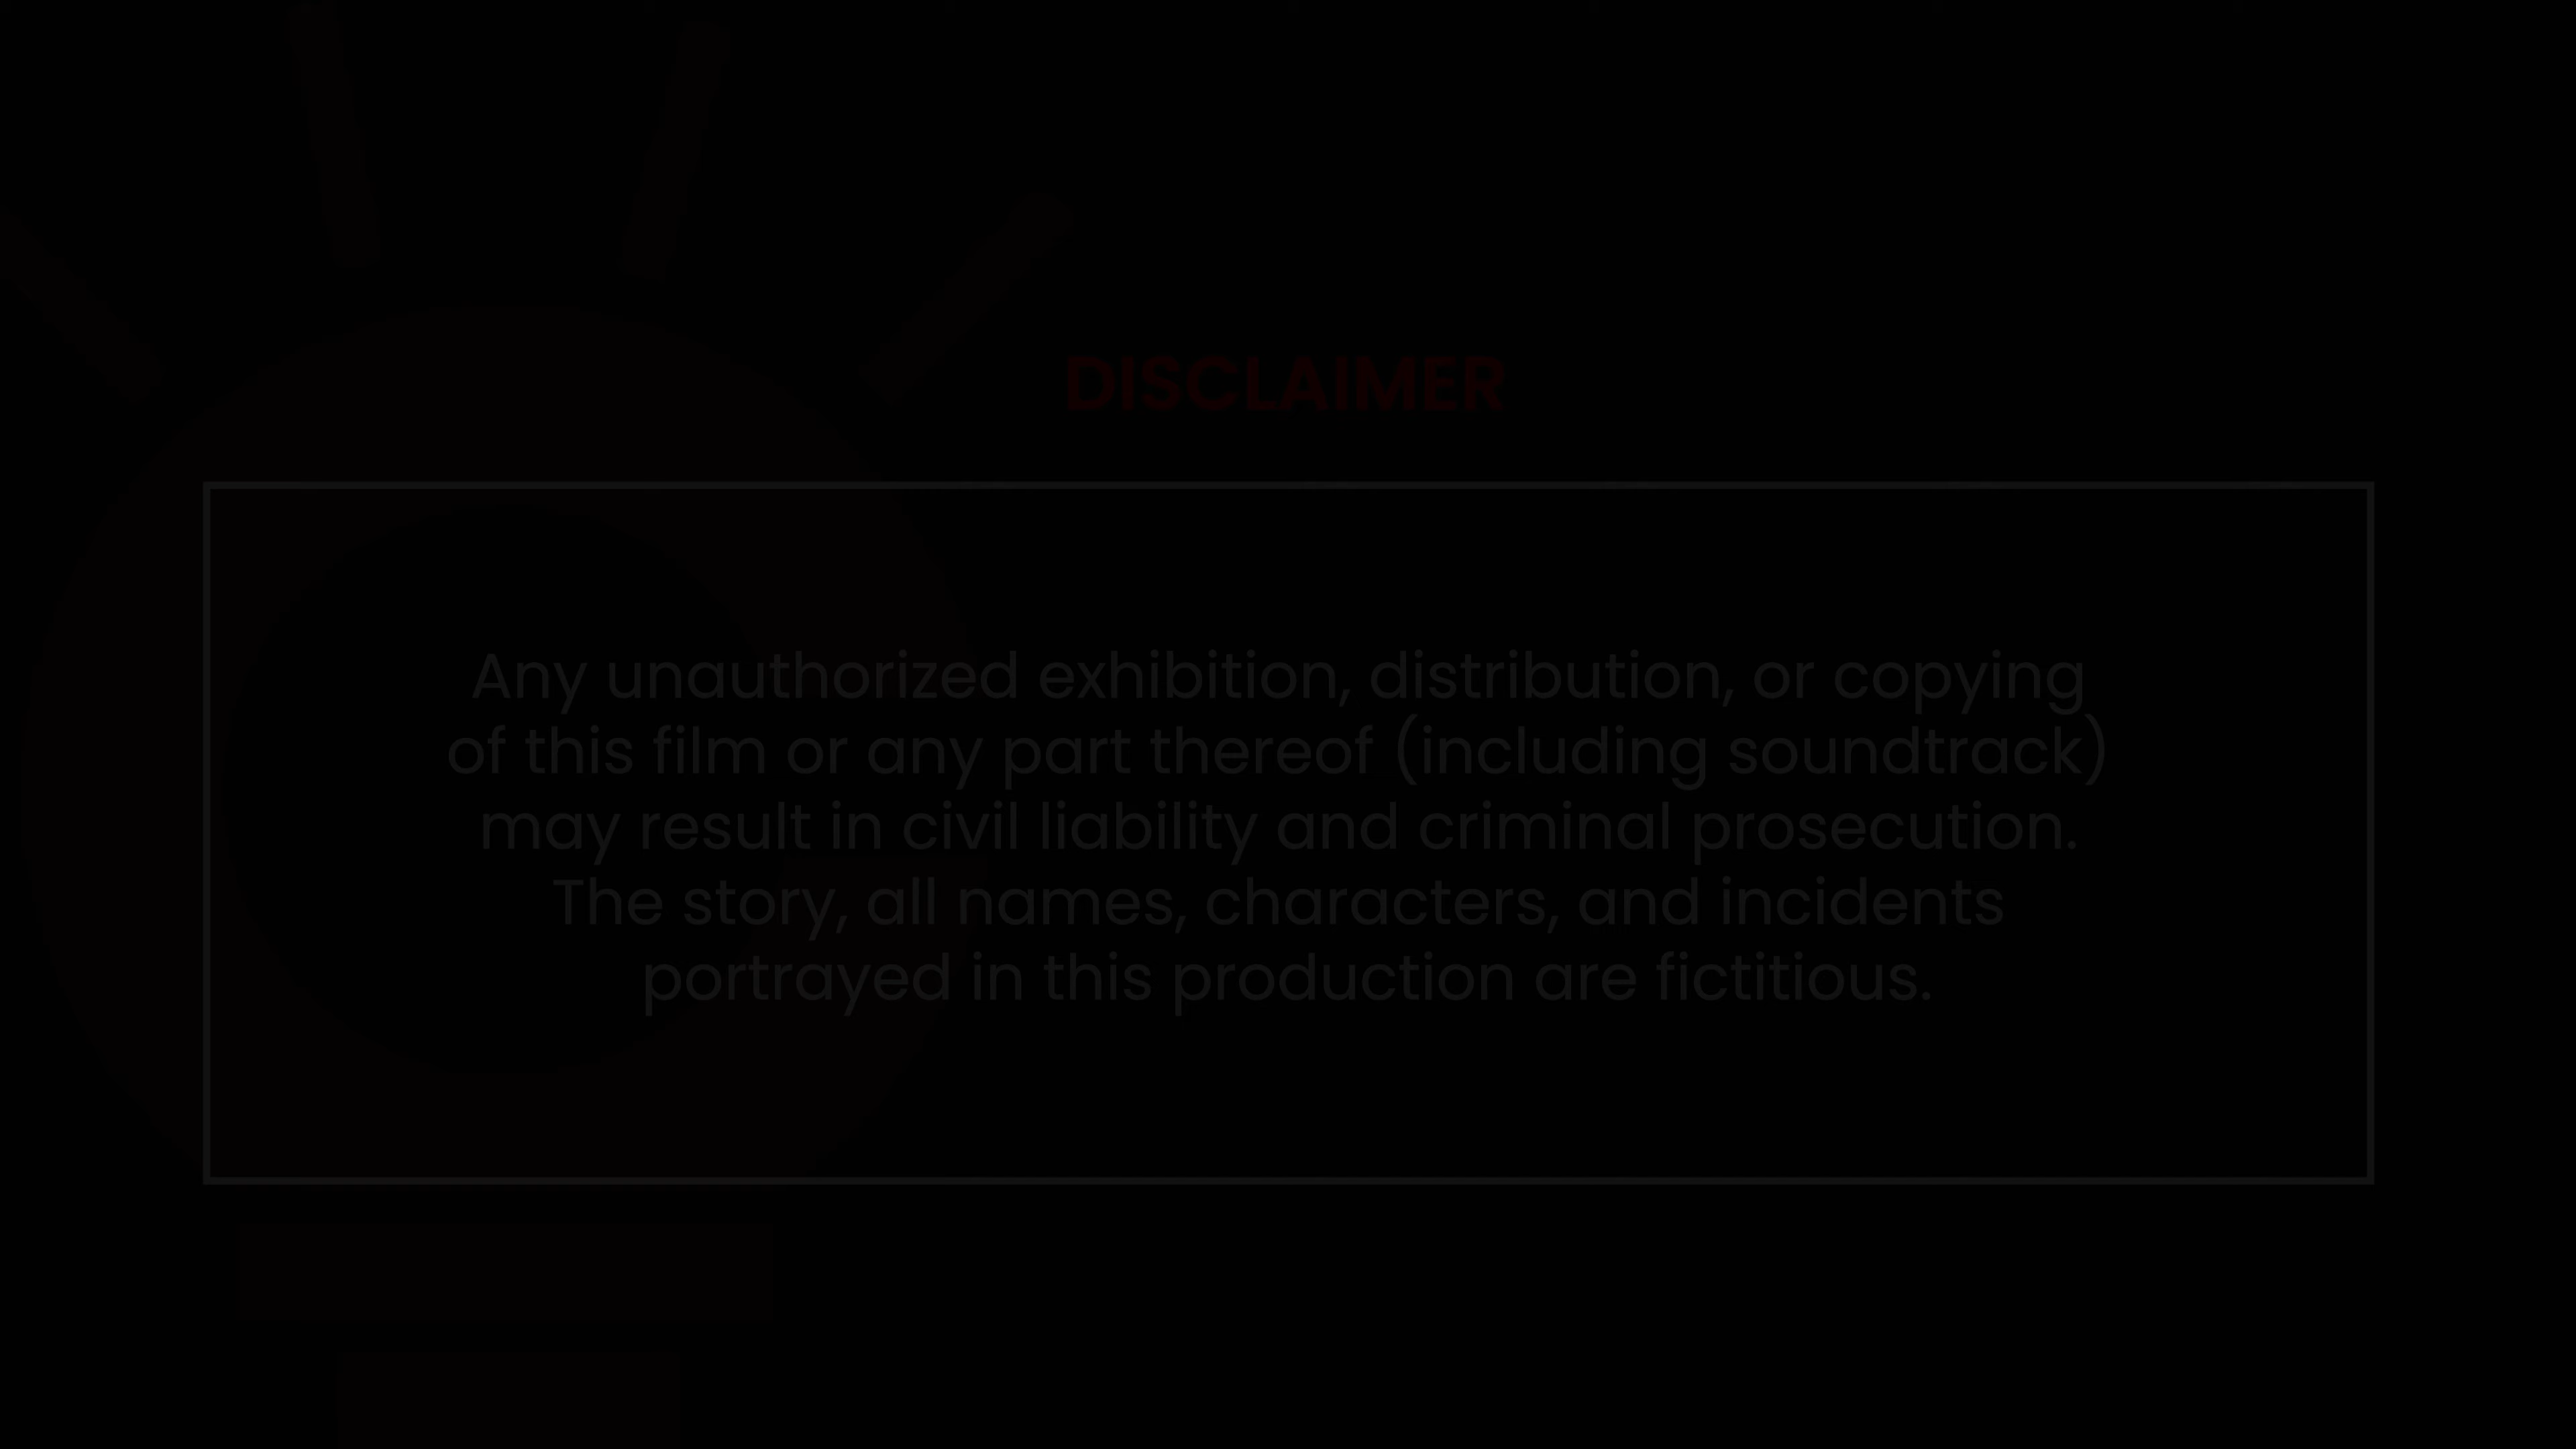 DISCLAIMER
Any unauthorized exhibition, distribution, or copying
of this film or any part thereof (including soundtrack)
may result in civil liability and criminal prosecution.
The story, all names, characters, and incidents
portrayed in this production are fictitious.